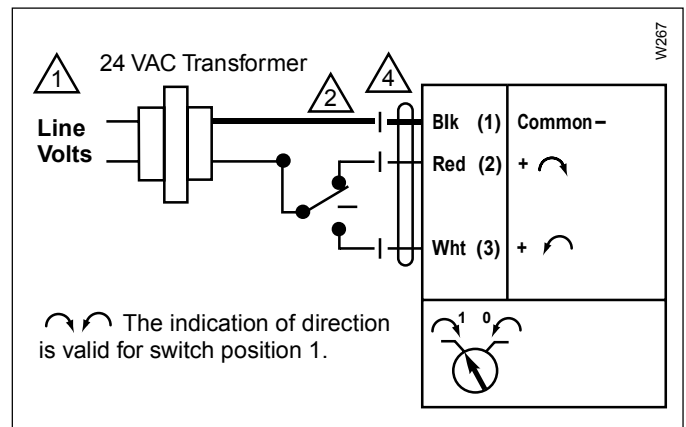 W267
1 24 VAC Transformer
2 4
Line
Volts
Blk (1) Common –
Red (2) +
Wht (3) +
The indication of direction
is valid for switch position 1.
1 0